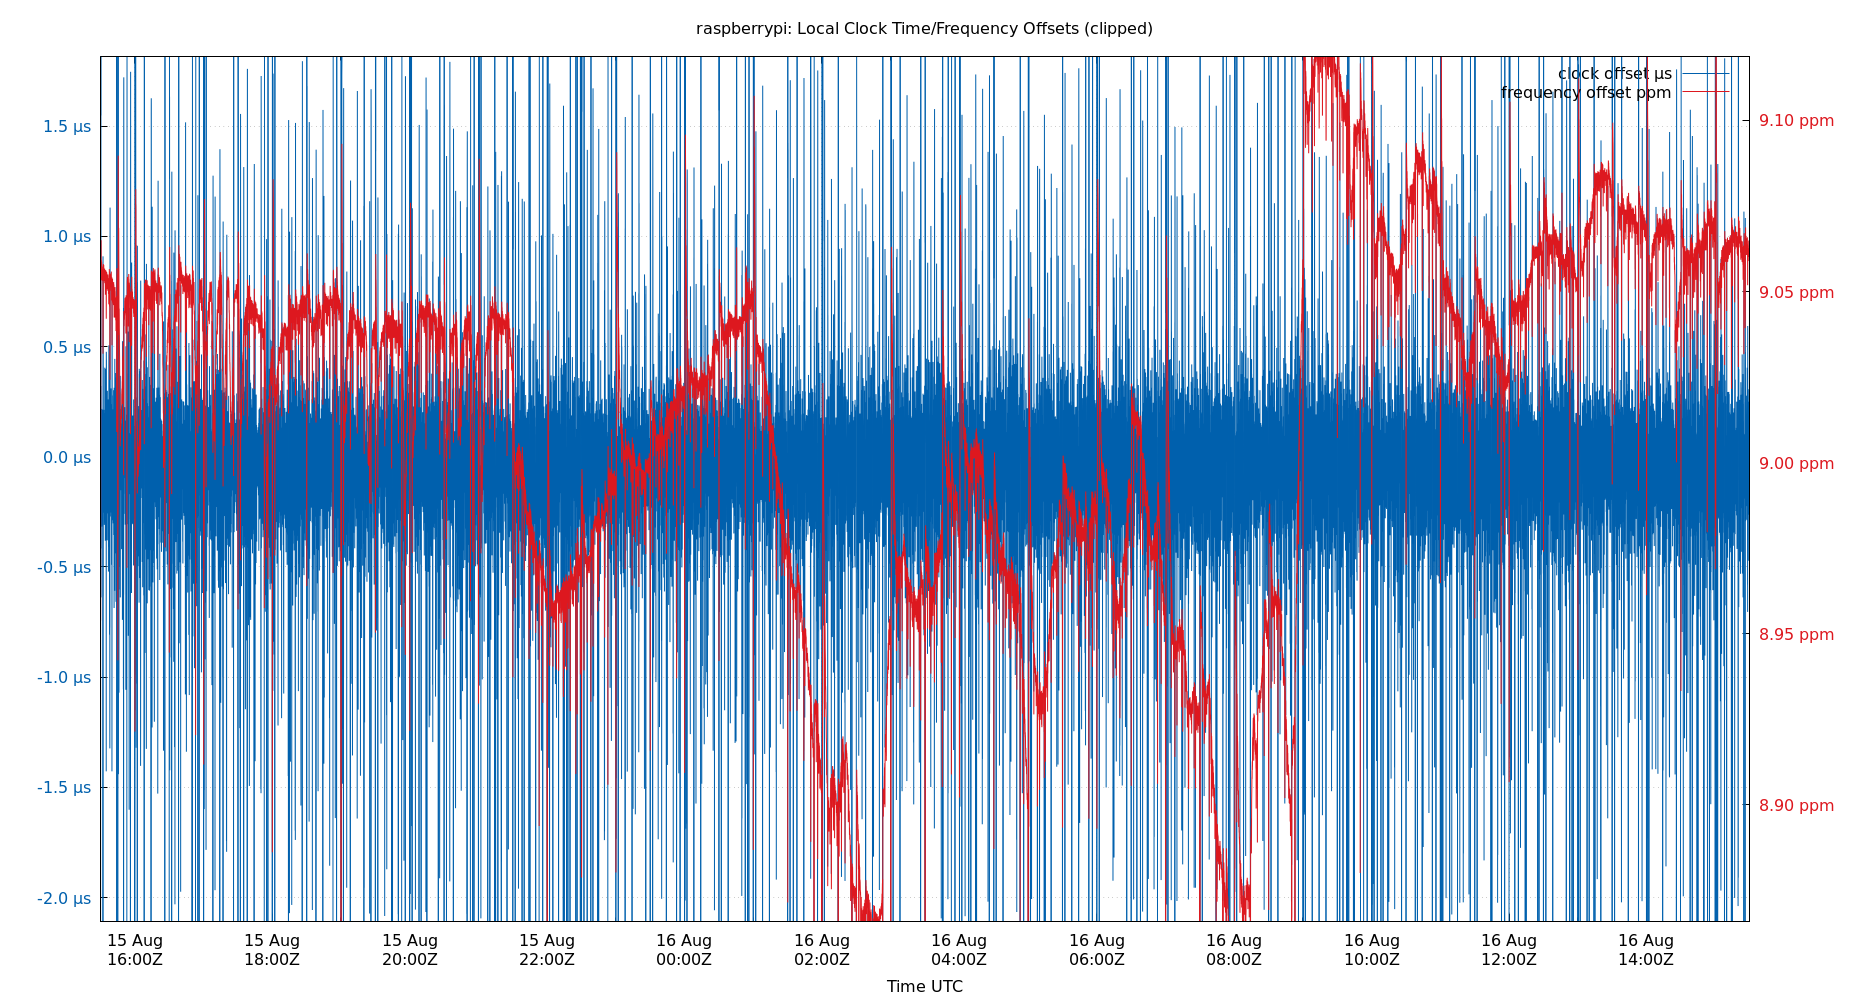 raspberrypi: Local Clock Time/Frequency Offsets (clipped)
clock offset µs
frequency offset ppm
1.5 µs
1.0 µs
0.5 µs
0.0 µs
-0.5 µs
-1.0 µs
-1.5 µs
-2.0 µs
9.10 ppm
9.05 ppm
9.00 ppm
8.95 ppm
8.90 ppm
15 Aug 15 Aug 15 Aug 15 Aug 16 Aug 16 Aug 16 Aug 16 Aug 16 Aug 16 Aug 16 Aug 16 Aug
16:00Z 18:00Z 20:00Z 22:00Z 00:00Z 02:00Z 04:00Z 06:00Z 08:00Z 10:00Z 12:00Z 14:00Z
Time UTC